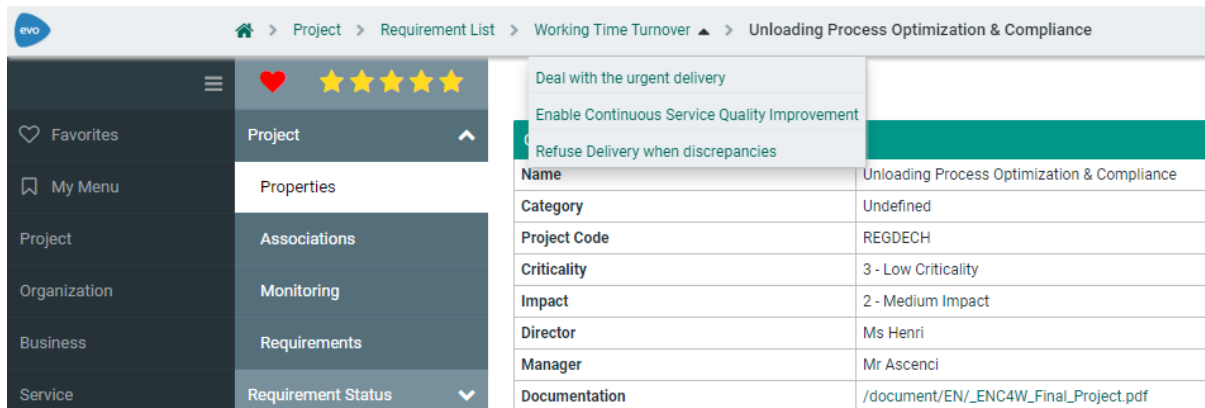 evo
Project > Requirement List > Working Time Turnover > Unloading Process Optimization & Compliance
Deal with the urgent delivery
Enable Continuous Service Quality Improvement
Refuse Delivery when discrepancies
Favorites
My Menu
Project
Organization
Business
Service
Project
Properties
Associations
Monitoring
Requirements
Requirement Status
Name Unloading Process Optimization & Compliance
Category Undefined
Project Code REGDECH
Criticality 3 - Low Criticality
Impact 2 - Medium Impact
Director Ms Henri
Manager Mr Ascenci
Documentation /document/EN/_ENC4W_Final_Project.pdf